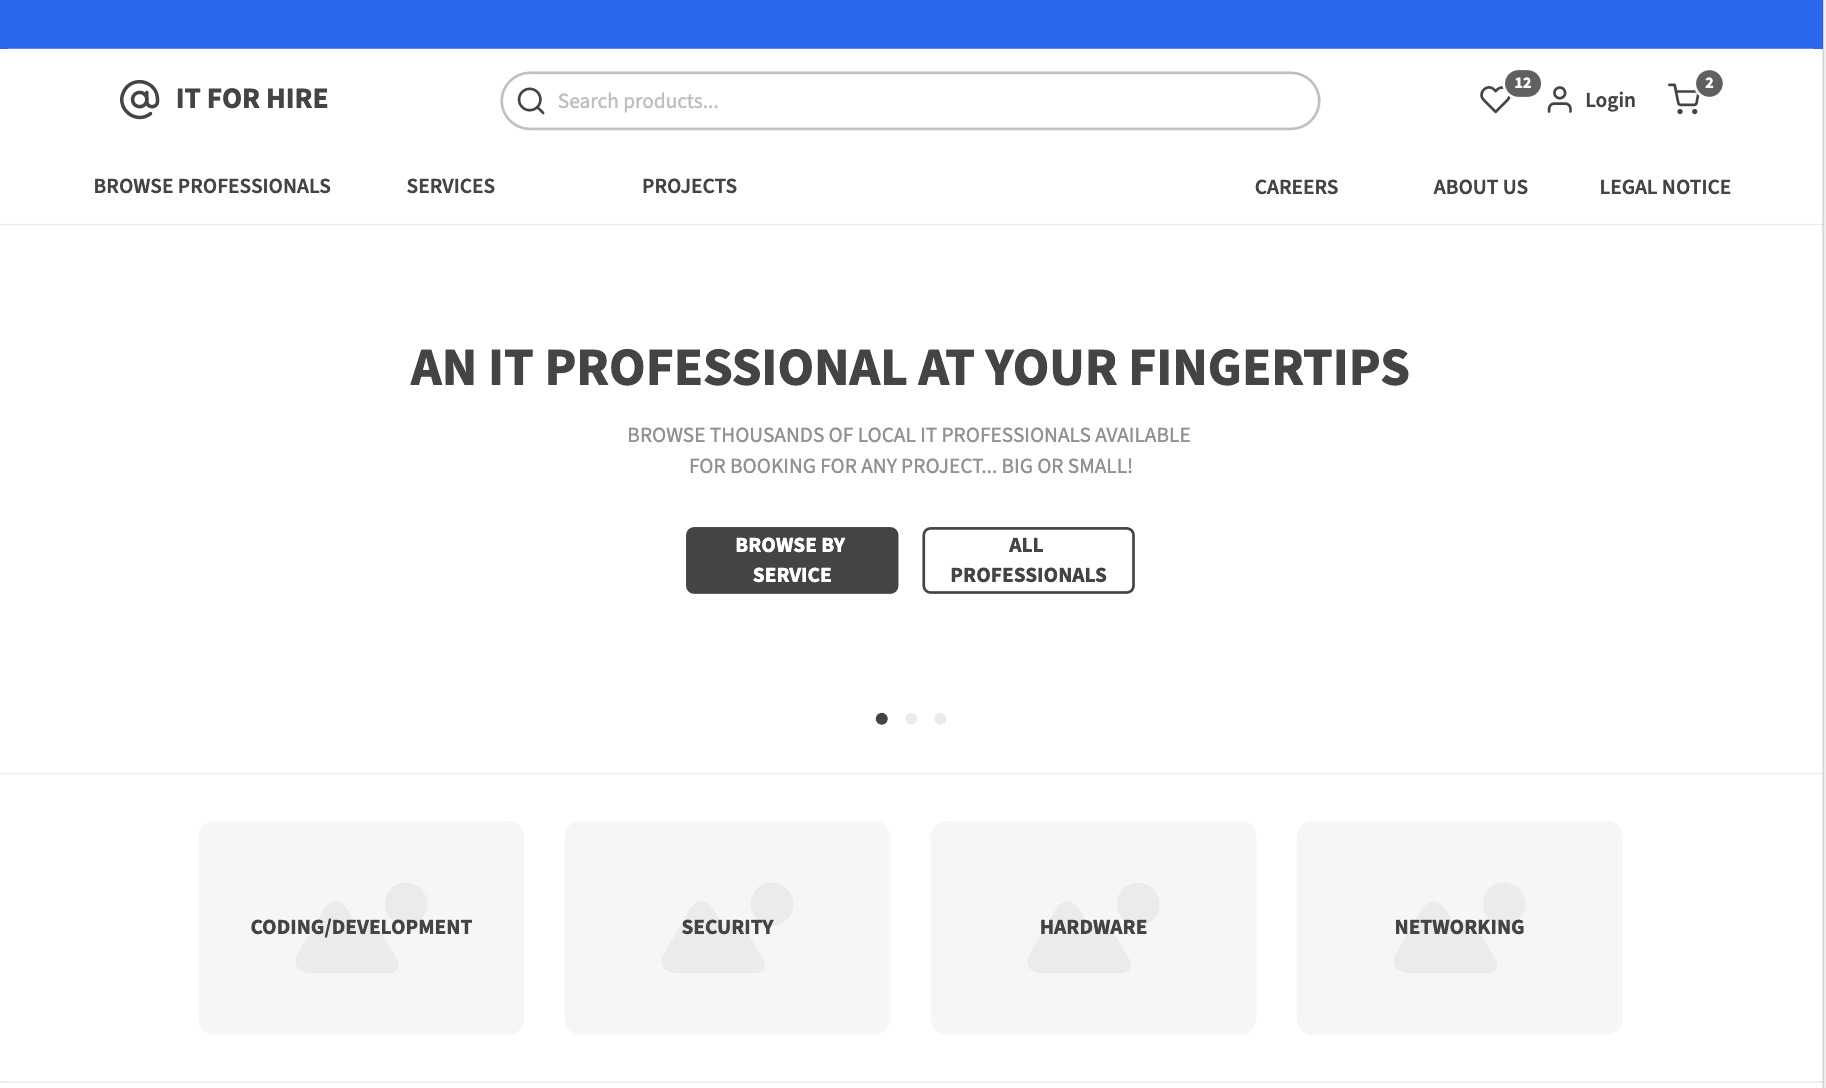 @ IT FOR HIRE
Search products...
12
Login
2
BROWSE PROFESSIONALS
SERVICES
PROJECTS
CAREERS
ABOUT US
LEGAL NOTICE
AN IT PROFESSIONAL AT YOUR FINGERTIPS
BROWSE THOUSANDS OF LOCAL IT PROFESSIONALS AVAILABLE
FOR BOOKING FOR ANY PROJECT... BIG OR SMALL!
BROWSE BY
SERVICE
ALL
PROFESSIONALS
CODING/DEVELOPMENT
SECURITY
HARDWARE
NETWORKING